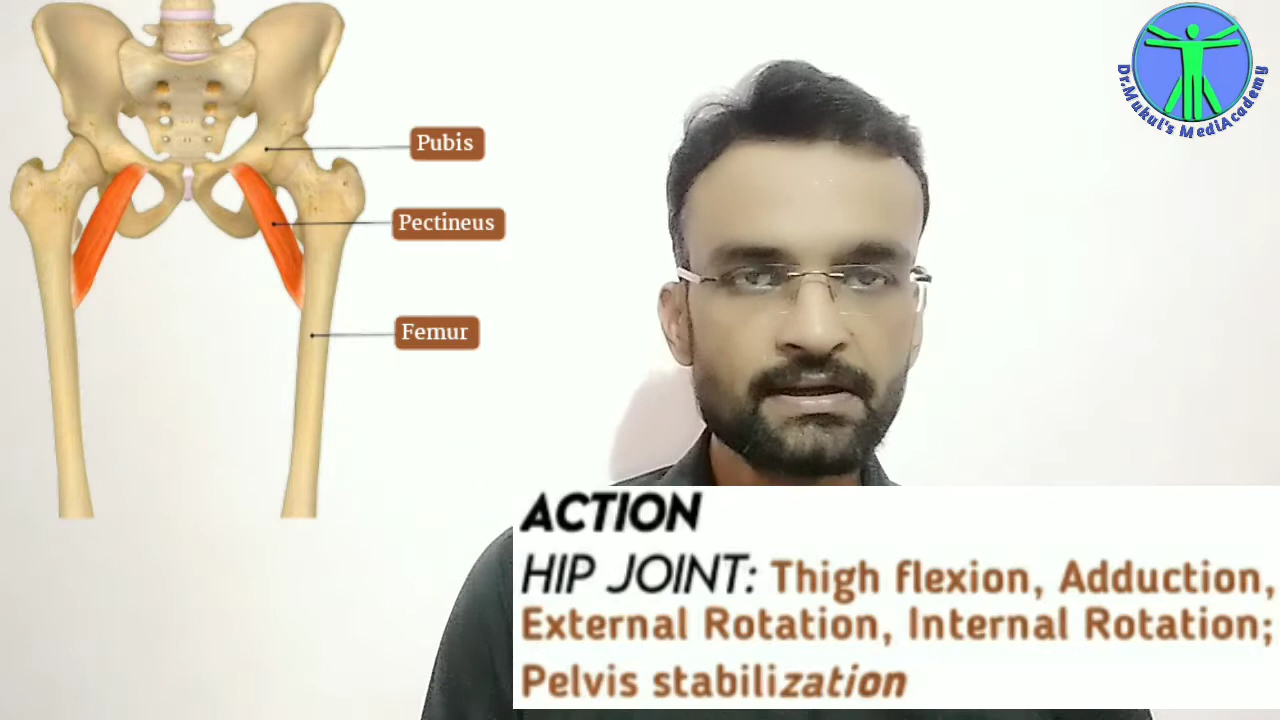 Pubis
Pectineus
Femur
Dr.Mukul's MediAcademy
ACTION
HIP JOINT: Thigh flexion, Adduction,
External Rotation, Internal Rotation;
Pelvis stabilization